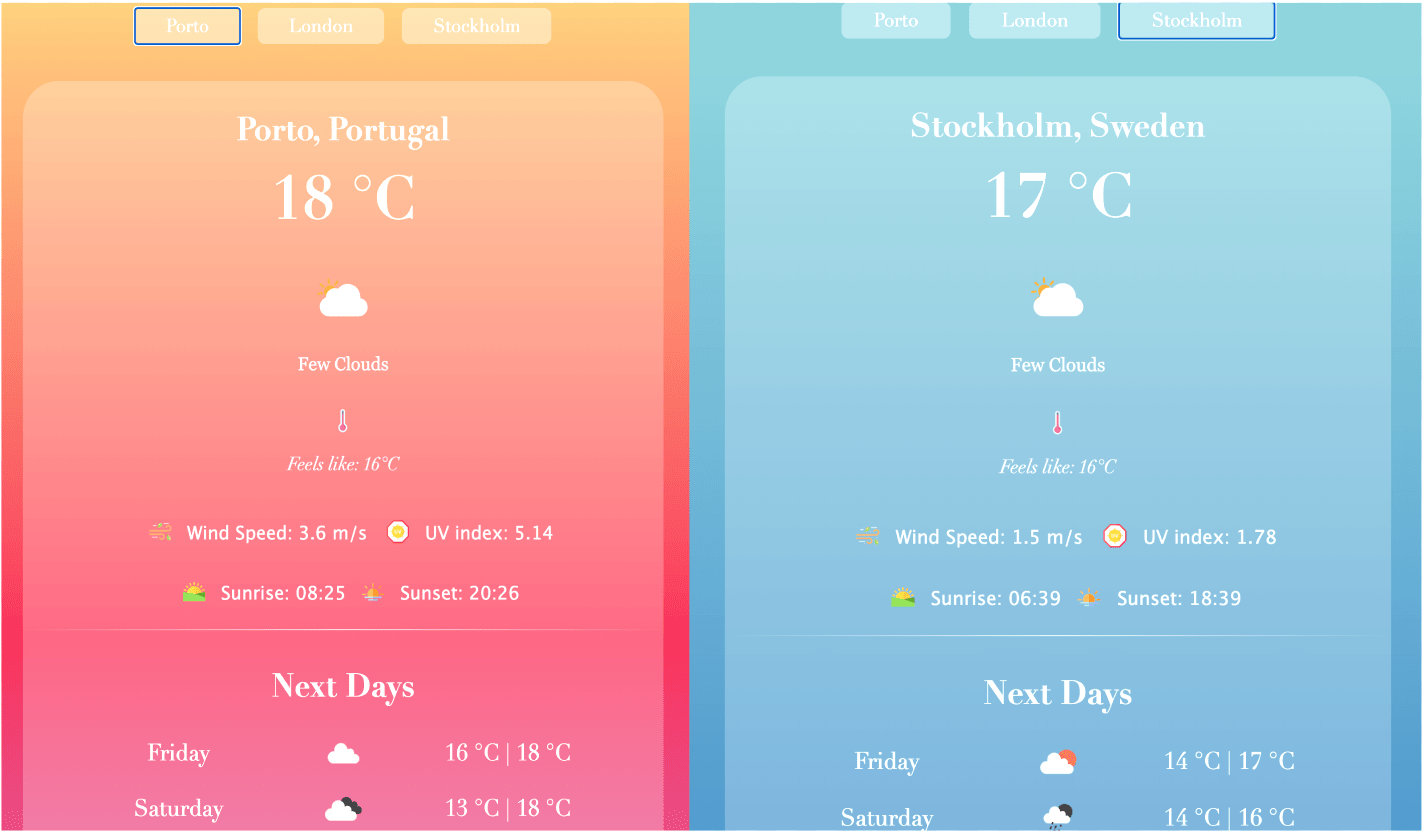 Porto London Stockholm
Porto, Portugal
18 °C
Few Clouds
Feels like: 16°C
Wind Speed: 3.6 m/s UV index: 5.14
Sunrise: 08:25 Sunset: 20:26
Next Days
Friday 16 °C | 18 °C
Saturday 13 °C | 18 °C
Porto London Stockholm
Stockholm, Sweden
17 °C
Few Clouds
Feels like: 16°C
Wind Speed: 1.5 m/s UV index: 1.78
Sunrise: 06:39 Sunset: 18:39
Next Days
Friday 14 °C | 17 °C
Saturday 14 °C | 16 °C